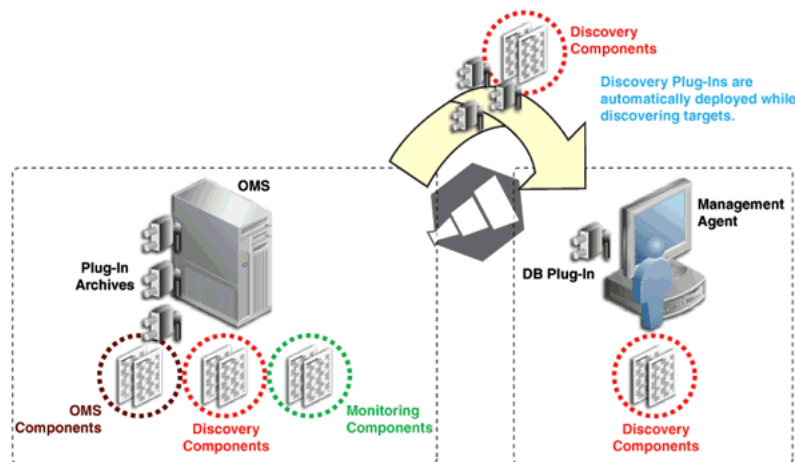 Discovery
Components
Discovery Plug-Ins are
automatically deployed while
discovering targets.
OMS
Plug-In
Archives
OMS
Components
Discovery
Components
Monitoring
Components
Management
Agent
DB Plug-In
Discovery
Components